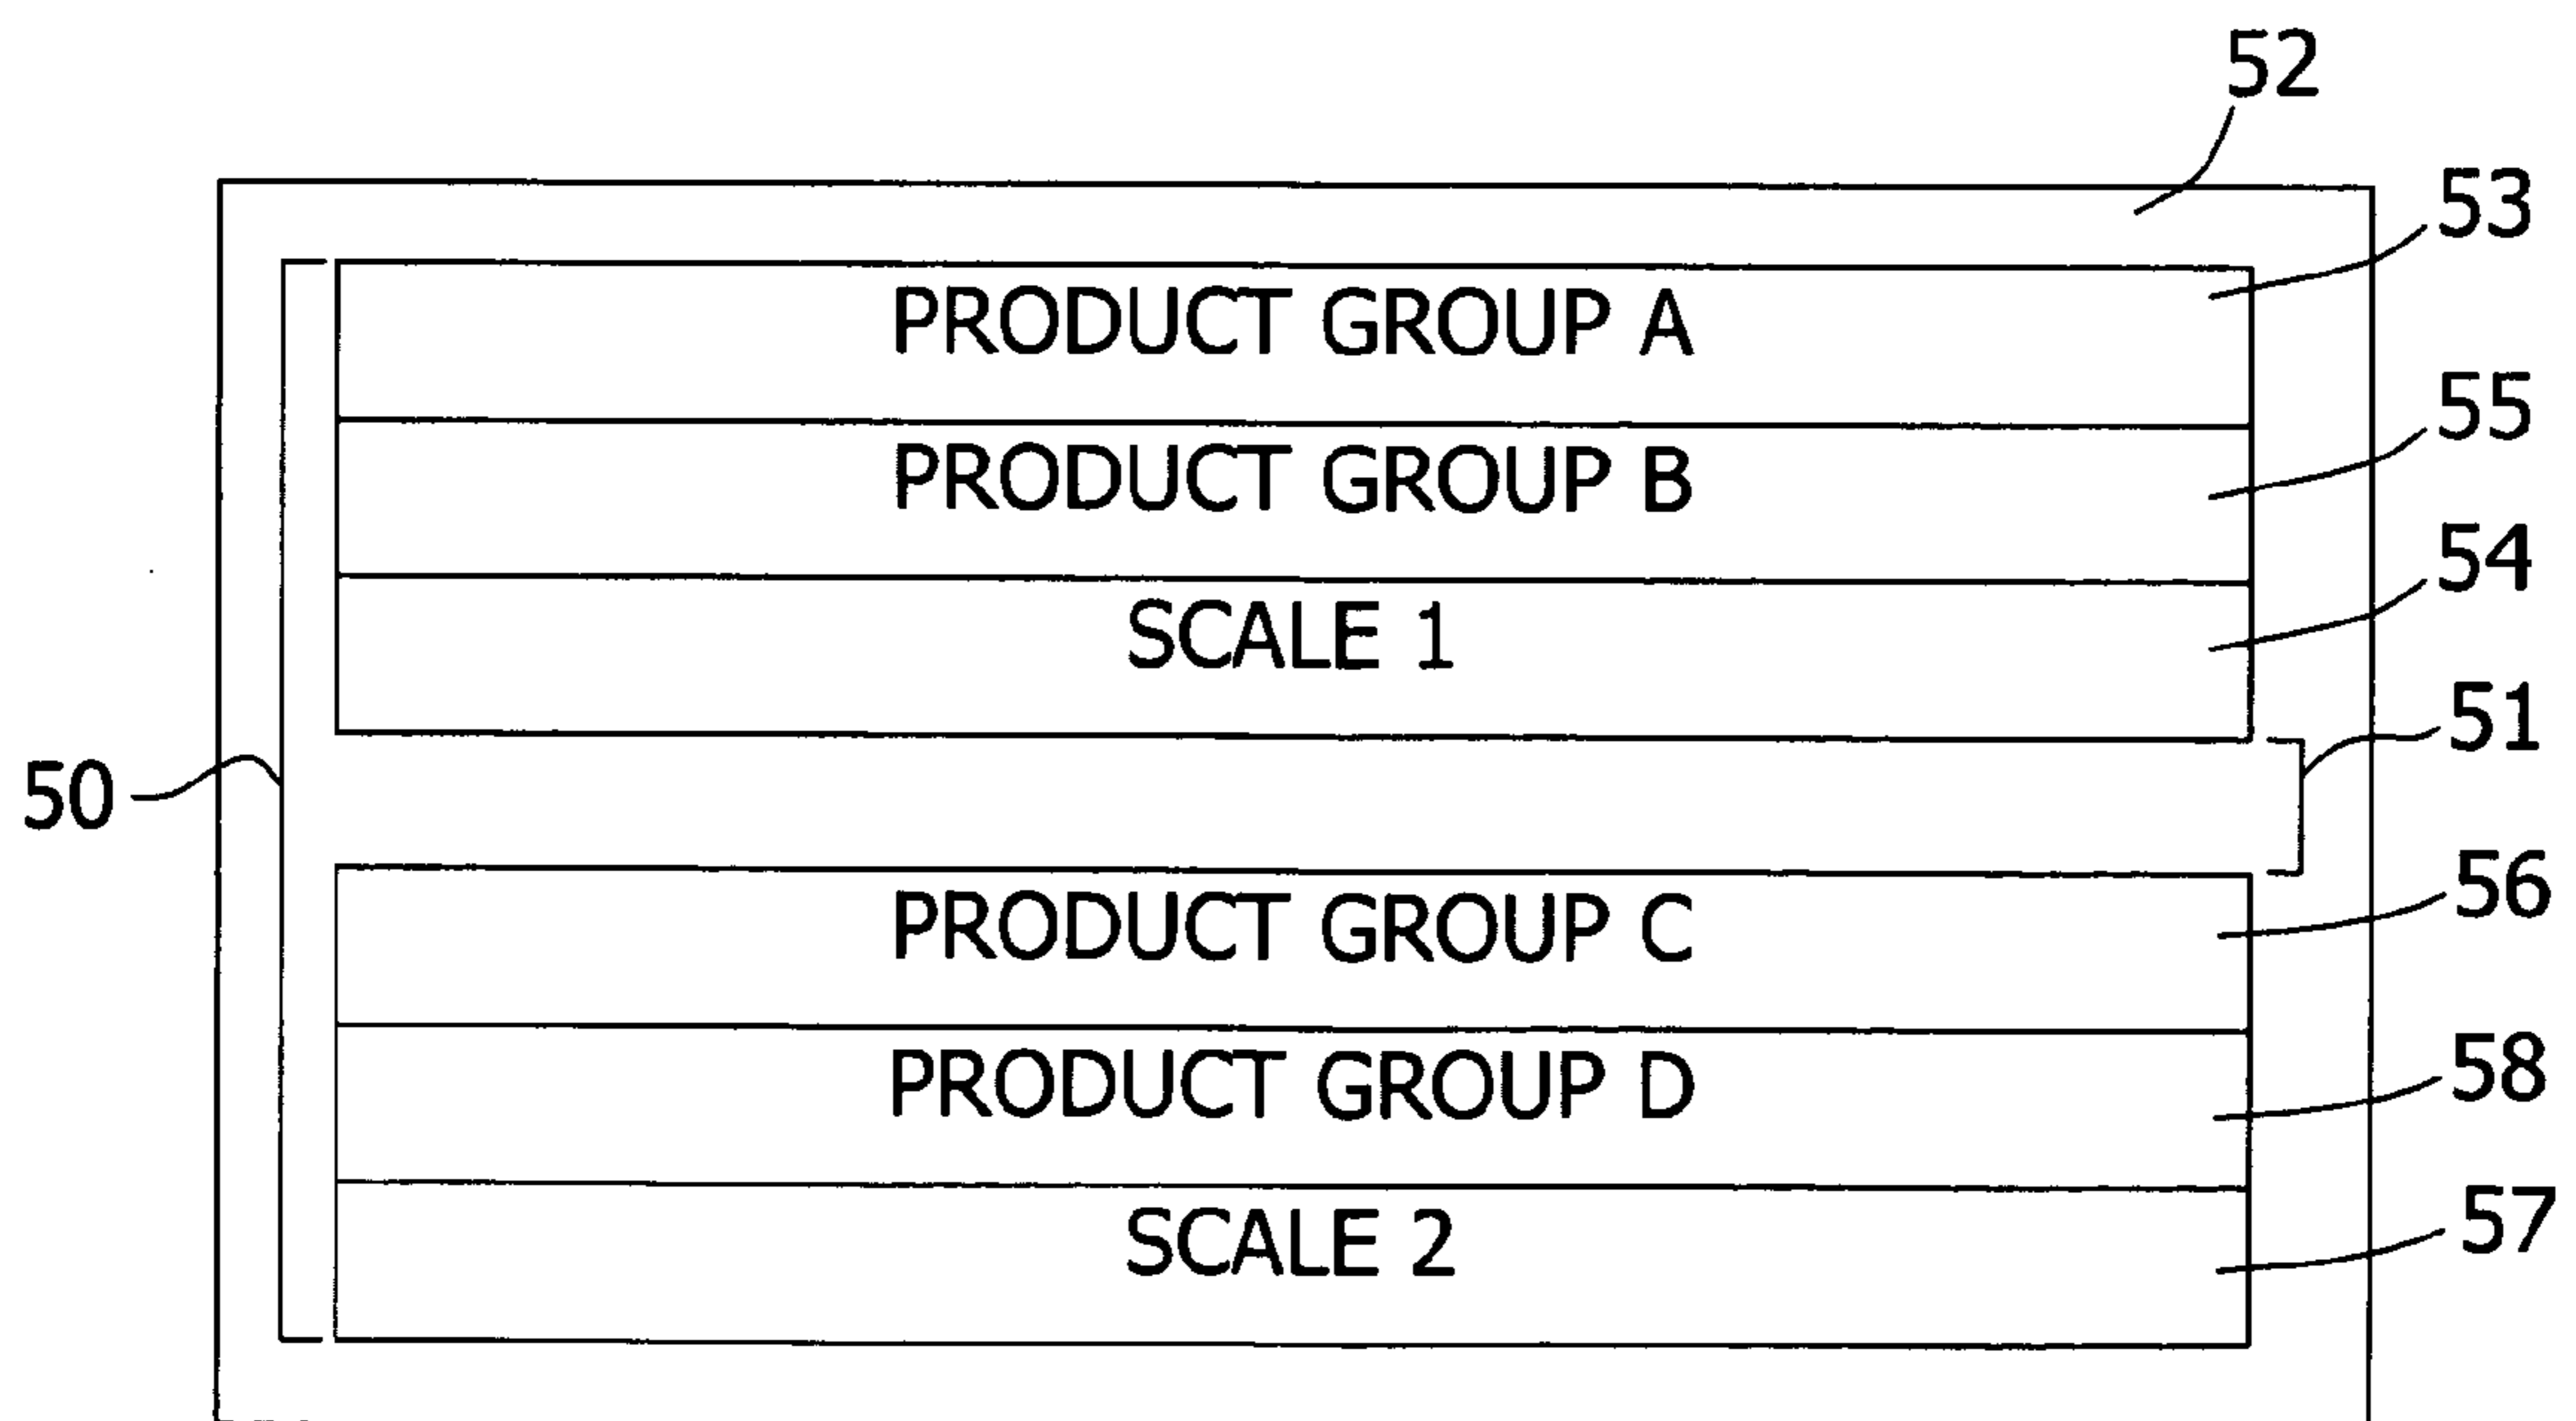 52
PRODUCT GROUP A 53
PRODUCT GROUP B 55
SCALE 1 54
51
50
PRODUCT GROUP C 56
PRODUCT GROUP D 58
SCALE 2 57